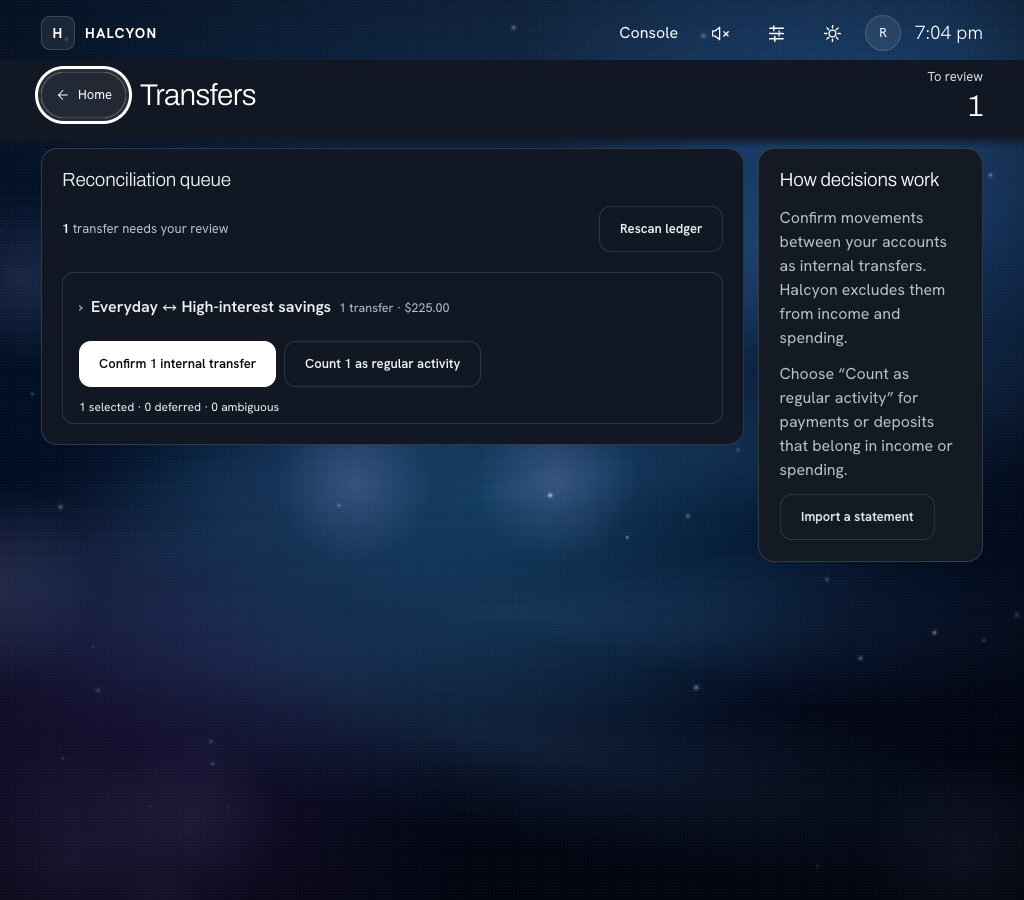 H HALCYON Console R 7:04 pm
← Home Transfers
To review
1
Reconciliation queue
1 transfer needs your review
Rescan ledger
› Everyday ↔ High-interest savings 1 transfer · $225.00
Confirm 1 internal transfer Count 1 as regular activity
1 selected · 0 deferred · 0 ambiguous
How decisions work
Confirm movements
between your accounts
as internal transfers.
Halcyon excludes them
from income and
spending.
Choose “Count as
regular activity” for
payments or deposits
that belong in income or
spending.
Import a statement